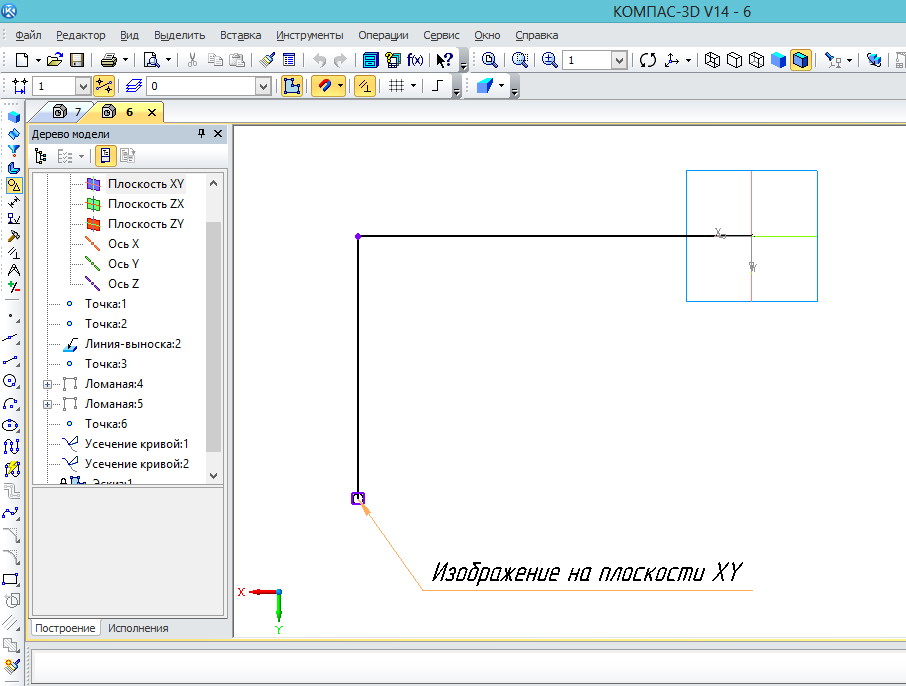 КОМПАС-3D V14 - 6
Файл Редактор Вид Выделить Вставка Инструменты Операции Сервис Окно Справка
1
1 0
7 6
Дерево модели
Плоскость XY
Плоскость ZX
Плоскость ZY
Ось X
Ось Y
Ось Z
Точка:1
Точка:2
Линия-выноска:2
Точка:3
Ломаная:4
Ломаная:5
Точка:6
Усечение кривой:1
Усечение кривой:2
Эскиз:1
X
Y
Изображение на плоскости XY
X
Y
Построение Исполнения